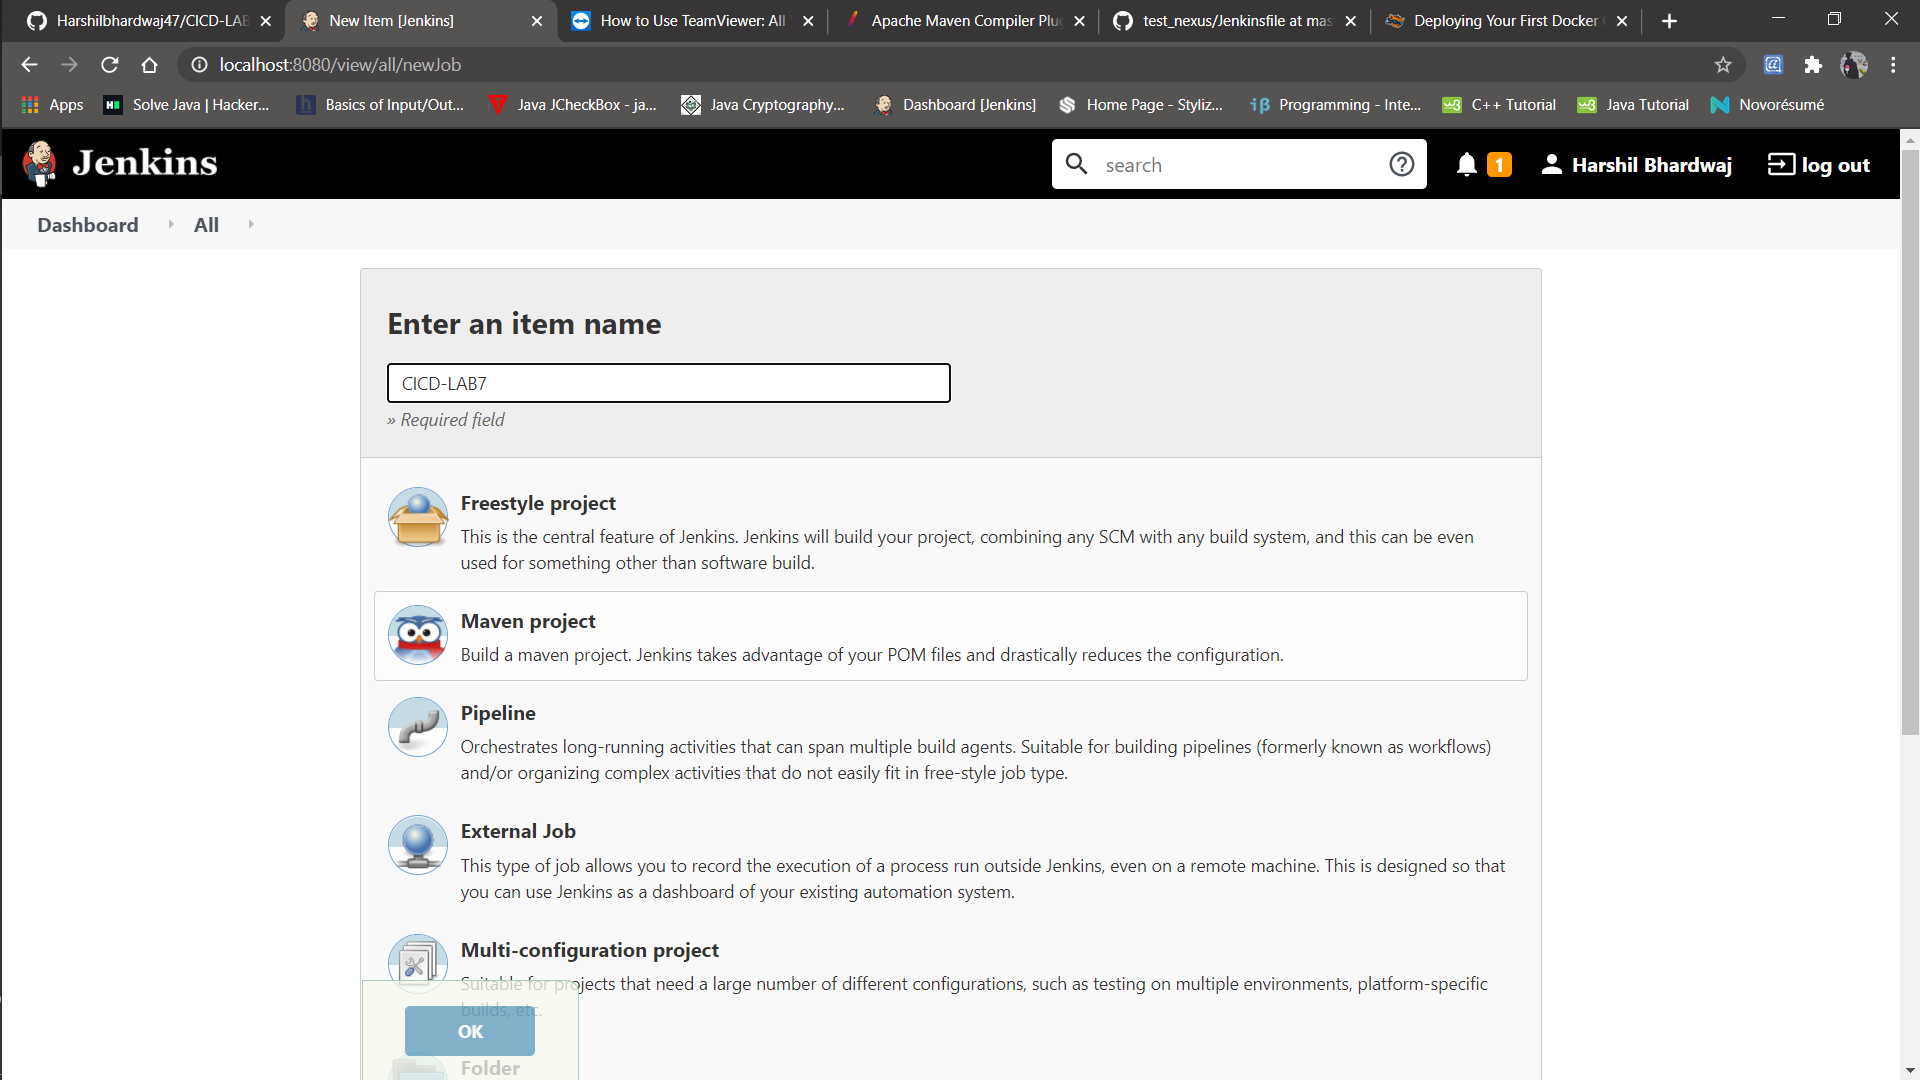 Harshilbhardwaj47/CICD-LAB
New Item [Jenkins]
How to Use TeamViewer: All
Apache Maven Compiler Plu
test_nexus/Jenkinsfile at mas
Deploying Your First Docker
localhost:8080/view/all/newJob
Apps
Solve Java | Hacker...
Basics of Input/Out...
Java JCheckBox - ja...
Java Cryptography...
Dashboard [Jenkins]
Home Page - Styliz...
Programming - Inte...
C++ Tutorial
Java Tutorial
Novorésumé
Jenkins
search
1
Harshil Bhardwaj
log out
Dashboard
All
Enter an item name
CICD-LAB7
» Required field
Freestyle project
This is the central feature of Jenkins. Jenkins will build your project, combining any SCM with any build system, and this can be even
used for something other than software build.
Maven project
Build a maven project. Jenkins takes advantage of your POM files and drastically reduces the configuration.
Pipeline
Orchestrates long-running activities that can span multiple build agents. Suitable for building pipelines (formerly known as workflows)
and/or organizing complex activities that do not easily fit in free-style job type.
External Job
This type of job allows you to record the execution of a process run outside Jenkins, even on a remote machine. This is designed so that
you can use Jenkins as a dashboard of your existing automation system.
Multi-configuration project
Suitable for projects that need a large number of different configurations, such as testing on multiple environments, platform-specific
builds, etc.
OK
Folder